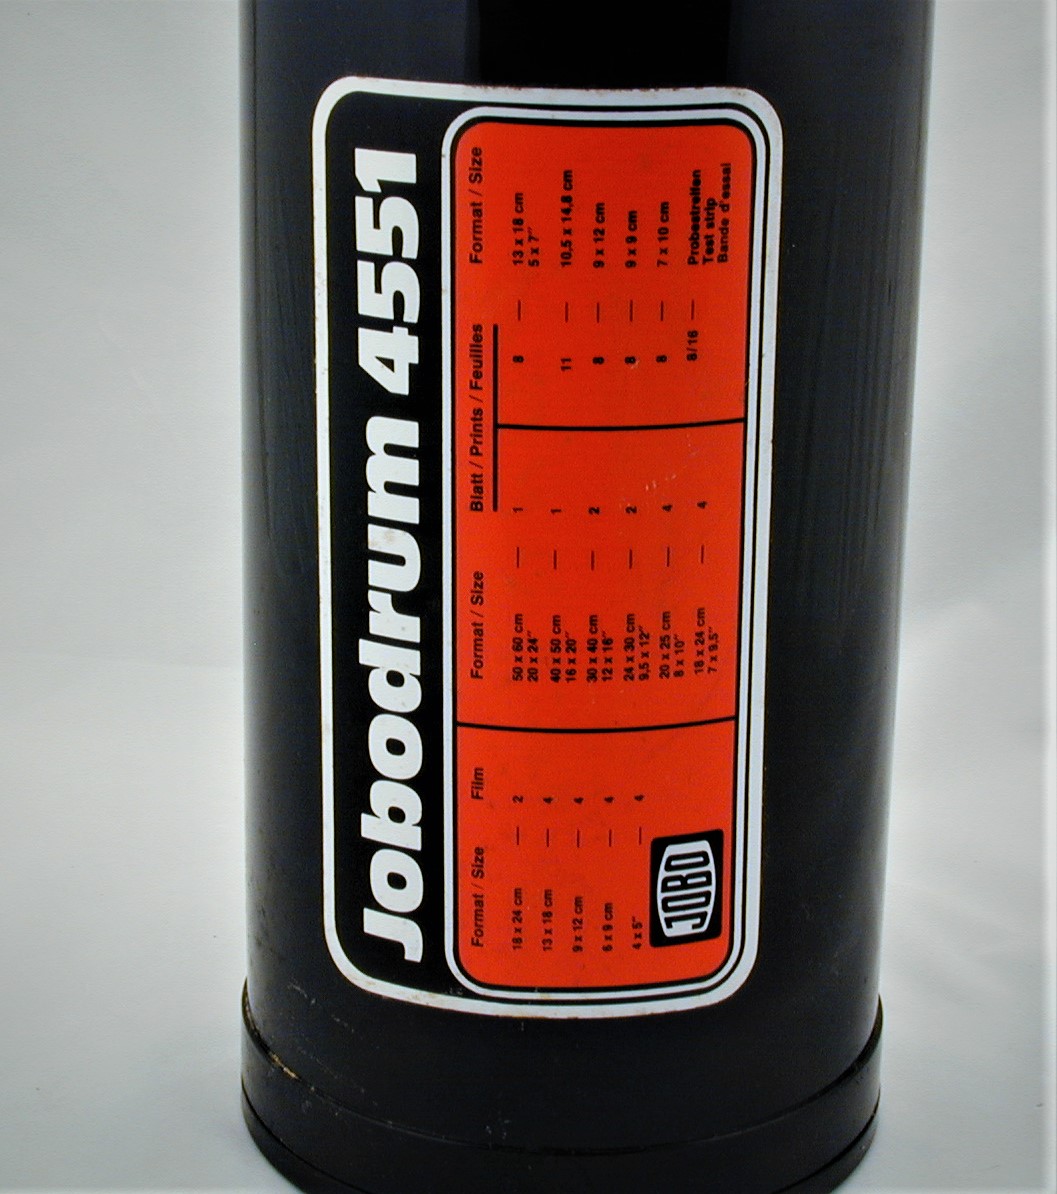 Jobodrum 4551
Format / Size Film
18 x 24 cm — 2
13 x 18 cm — 4
9 x 12 cm — 4
6 x 9 cm — 4
4 x 5" — 4
JOBO
Format / Size Blatt / Prints / Feuilles Format / Size
50 x 60 cm — 1
20 x 24"
40 x 50 cm — 1
16 x 20"
30 x 40 cm — 2
12 x 16"
24 x 30 cm — 2
9,5 x 12"
20 x 25 cm — 4
8 x 10"
18 x 24 cm — 4
7 x 9,5"
8 — 13 x 18 cm
5 x 7"
11 — 10,5 x 14,8 cm
8 — 9 x 12 cm
8 — 9 x 9 cm
8 — 7 x 10 cm
8/16 — Probestreifen
Test strip
Bande d'essai